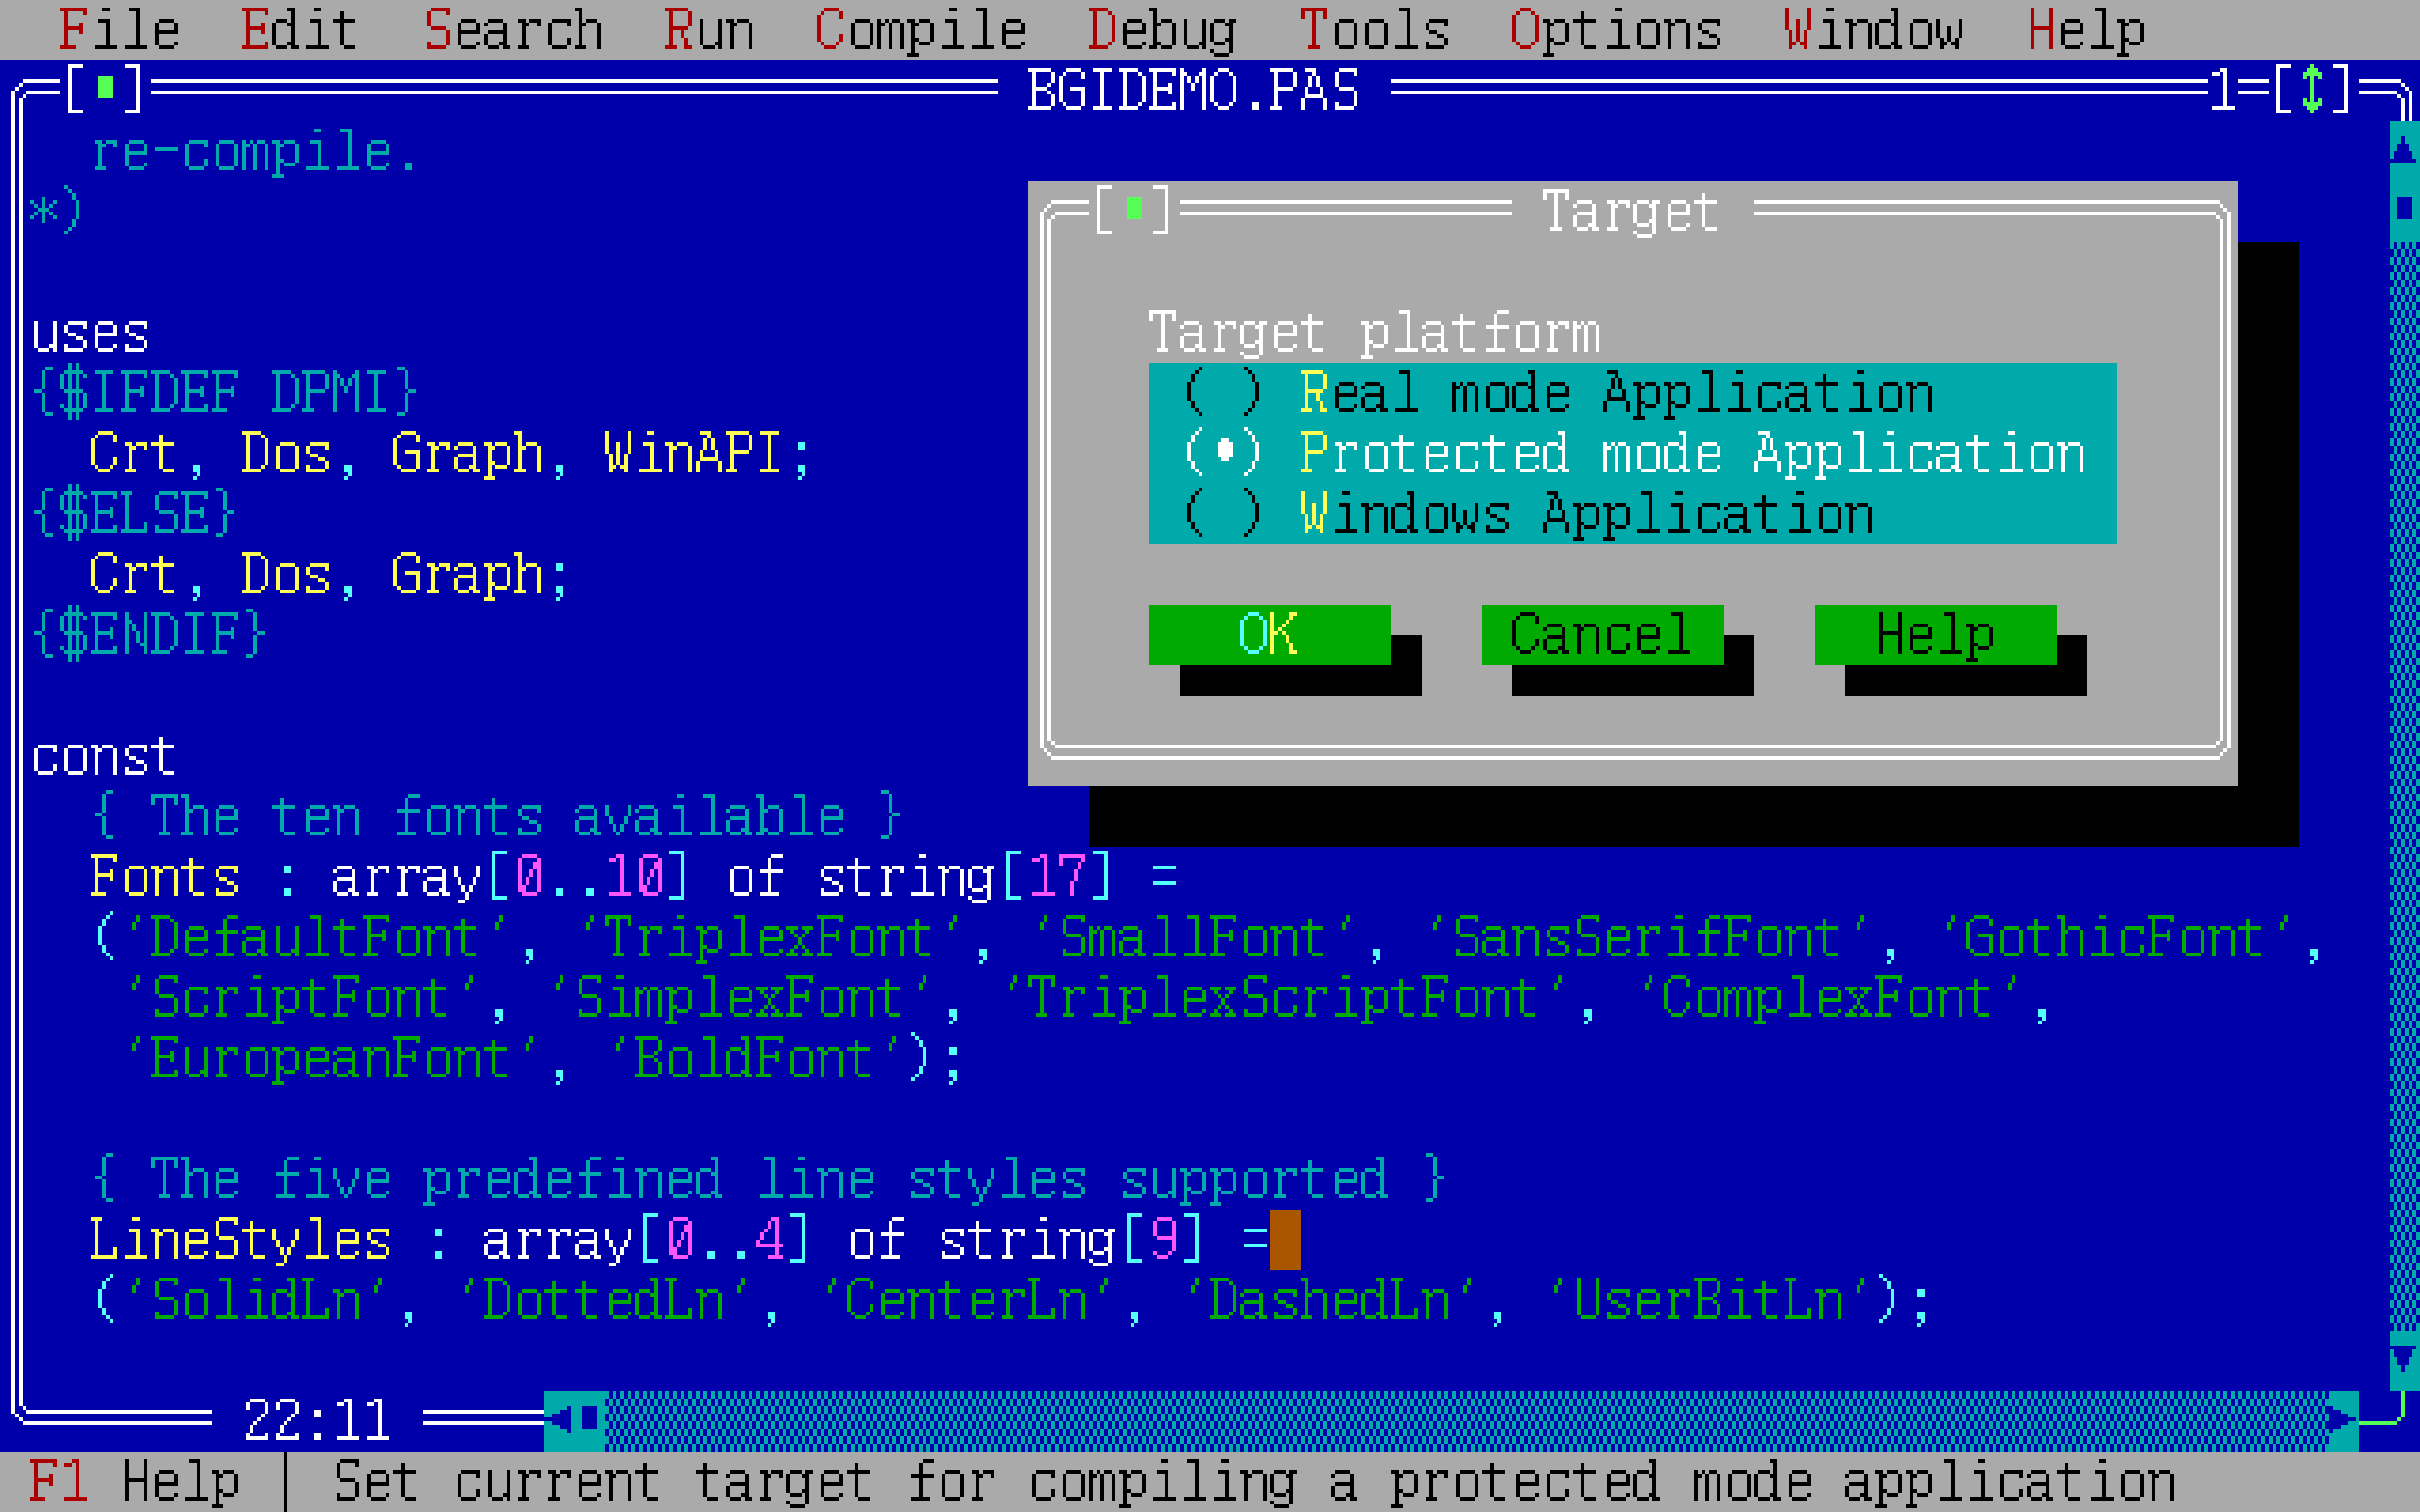 File Edit Search Run Compile Debug Tools Options Window Help
[■] BGIDEMO.PAS 1=[↕]
re-compile.
*)
uses
{$IFDEF DPMI}
Crt, Dos, Graph, WinAPI;
{$ELSE}
Crt, Dos, Graph;
{$ENDIF}
const
{ The ten fonts available }
Fonts : array[0..10] of string[17] =
('DefaultFont', 'TriplexFont', 'SmallFont', 'SansSerifFont', 'GothicFont',
'ScriptFont', 'SimplexFont', 'TriplexScriptFont', 'ComplexFont',
'EuropeanFont', 'BoldFont');
{ The five predefined line styles supported }
LineStyles : array[0..4] of string[9] =
('SolidLn', 'DottedLn', 'CenterLn', 'DashedLn', 'UserBitLn');
22:11
[■] Target
Target platform
( ) Real mode Application
(•) Protected mode Application
( ) Windows Application
OK Cancel Help
F1 Help │ Set current target for compiling a protected mode application